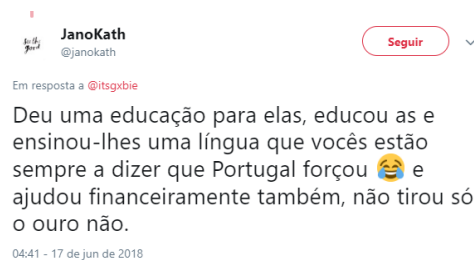 JanoKath
@janokath
Seguir
Em resposta a @itsgxbie
Deu uma educação para elas, educou as e
ensinou-lhes uma língua que vocês estão
sempre a dizer que Portugal forçou 😂 e
ajudou financeiramente também, não tirou só
o ouro não.
04:41 - 17 de jun de 2018